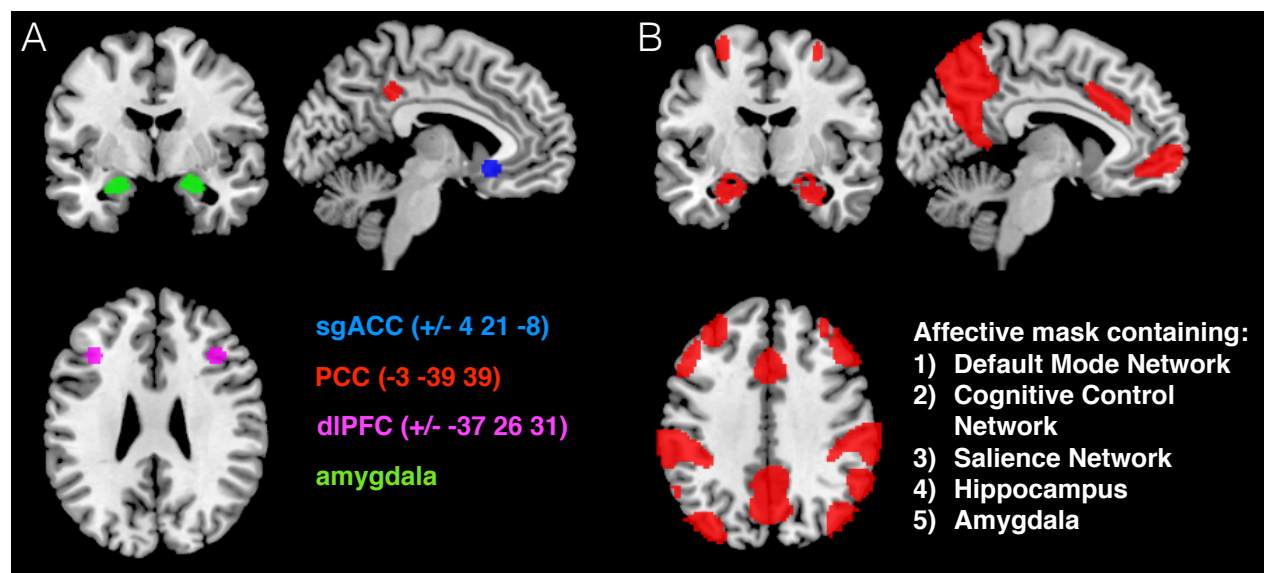 A
B
sgACC (+/- 4 21 -8)
PCC (-3 -39 39)
dlPFC (+/- -37 26 31)
amygdala
Affective mask containing:
1) Default Mode Network
2) Cognitive Control
Network
3) Salience Network
4) Hippocampus
5) Amygdala